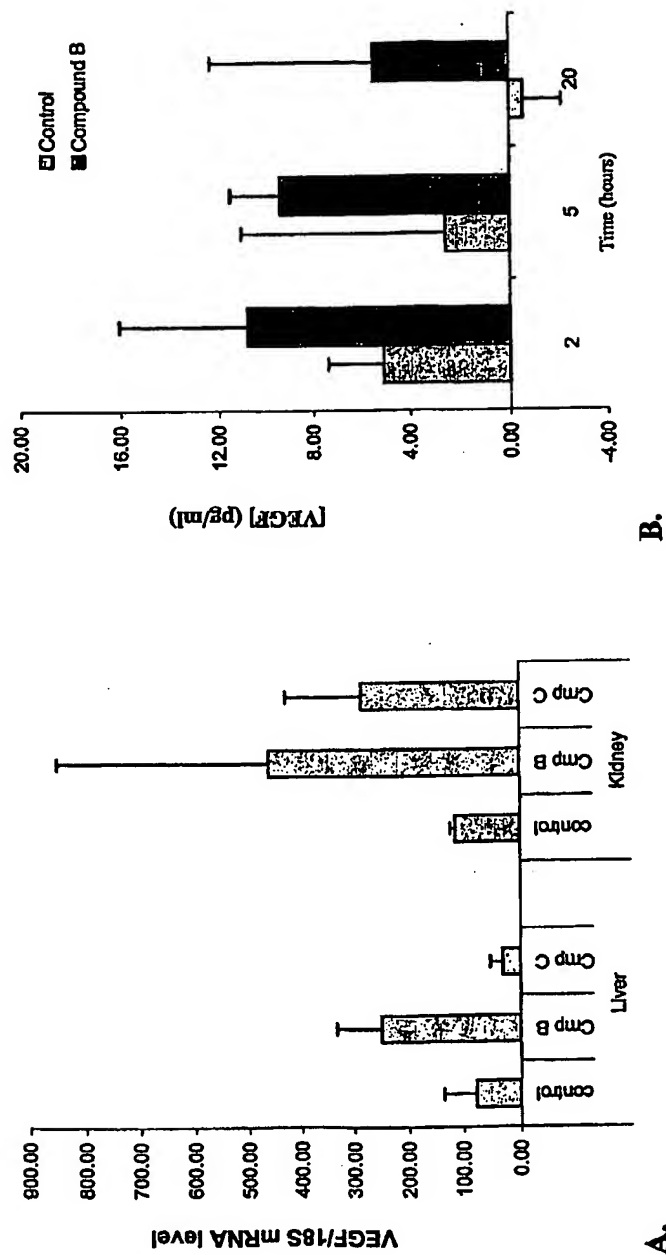 A.
VEGF/18S mRNA level
900.00
800.00
700.00
600.00
500.00
400.00
300.00
200.00
100.00
0.00
control
Cmp B
Cmp C
Liver
control
Cmp B
Cmp C
Kidney
B.
[VEGF] (pg/ml)
20.00
16.00
12.00
8.00
4.00
0.00
-4.00
2
5
20
Time (hours)
Control
Compound B